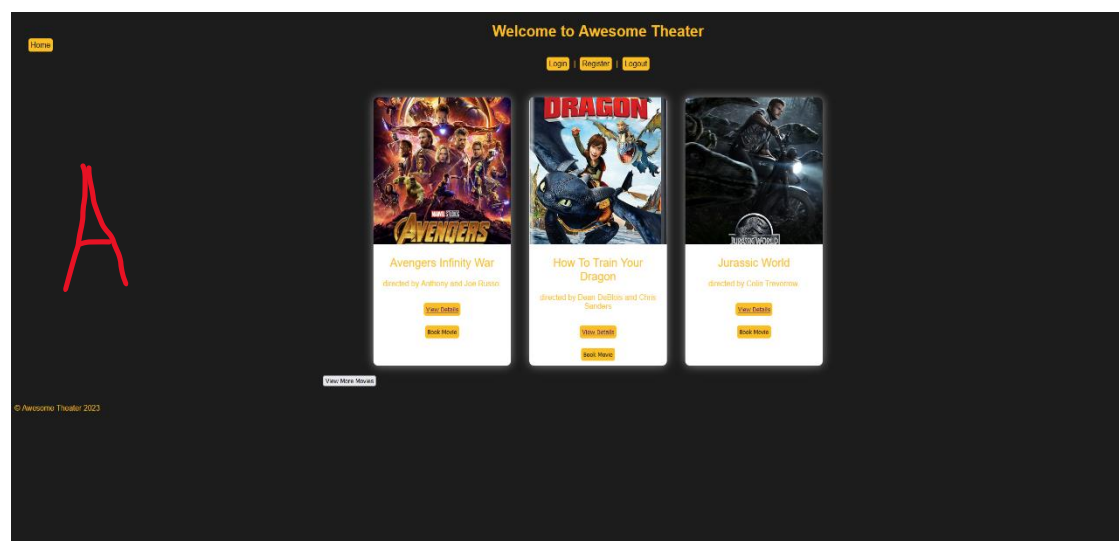 Welcome to Awesome Theater
Home
Login | Register | Logout
A
MARVEL STUDIOS
AVENGERS
DRAGON
JURASSIC WORLD
Avengers Infinity War
directed by Anthony and Joe Russo
View Details
Book Movie
How To Train Your
Dragon
directed by Dean DeBlois and Chris
Sanders
View Details
Book Movie
Jurassic World
directed by Colin Trevorrow
View Details
Book Movie
View More Movies
© Awesome Theater 2023